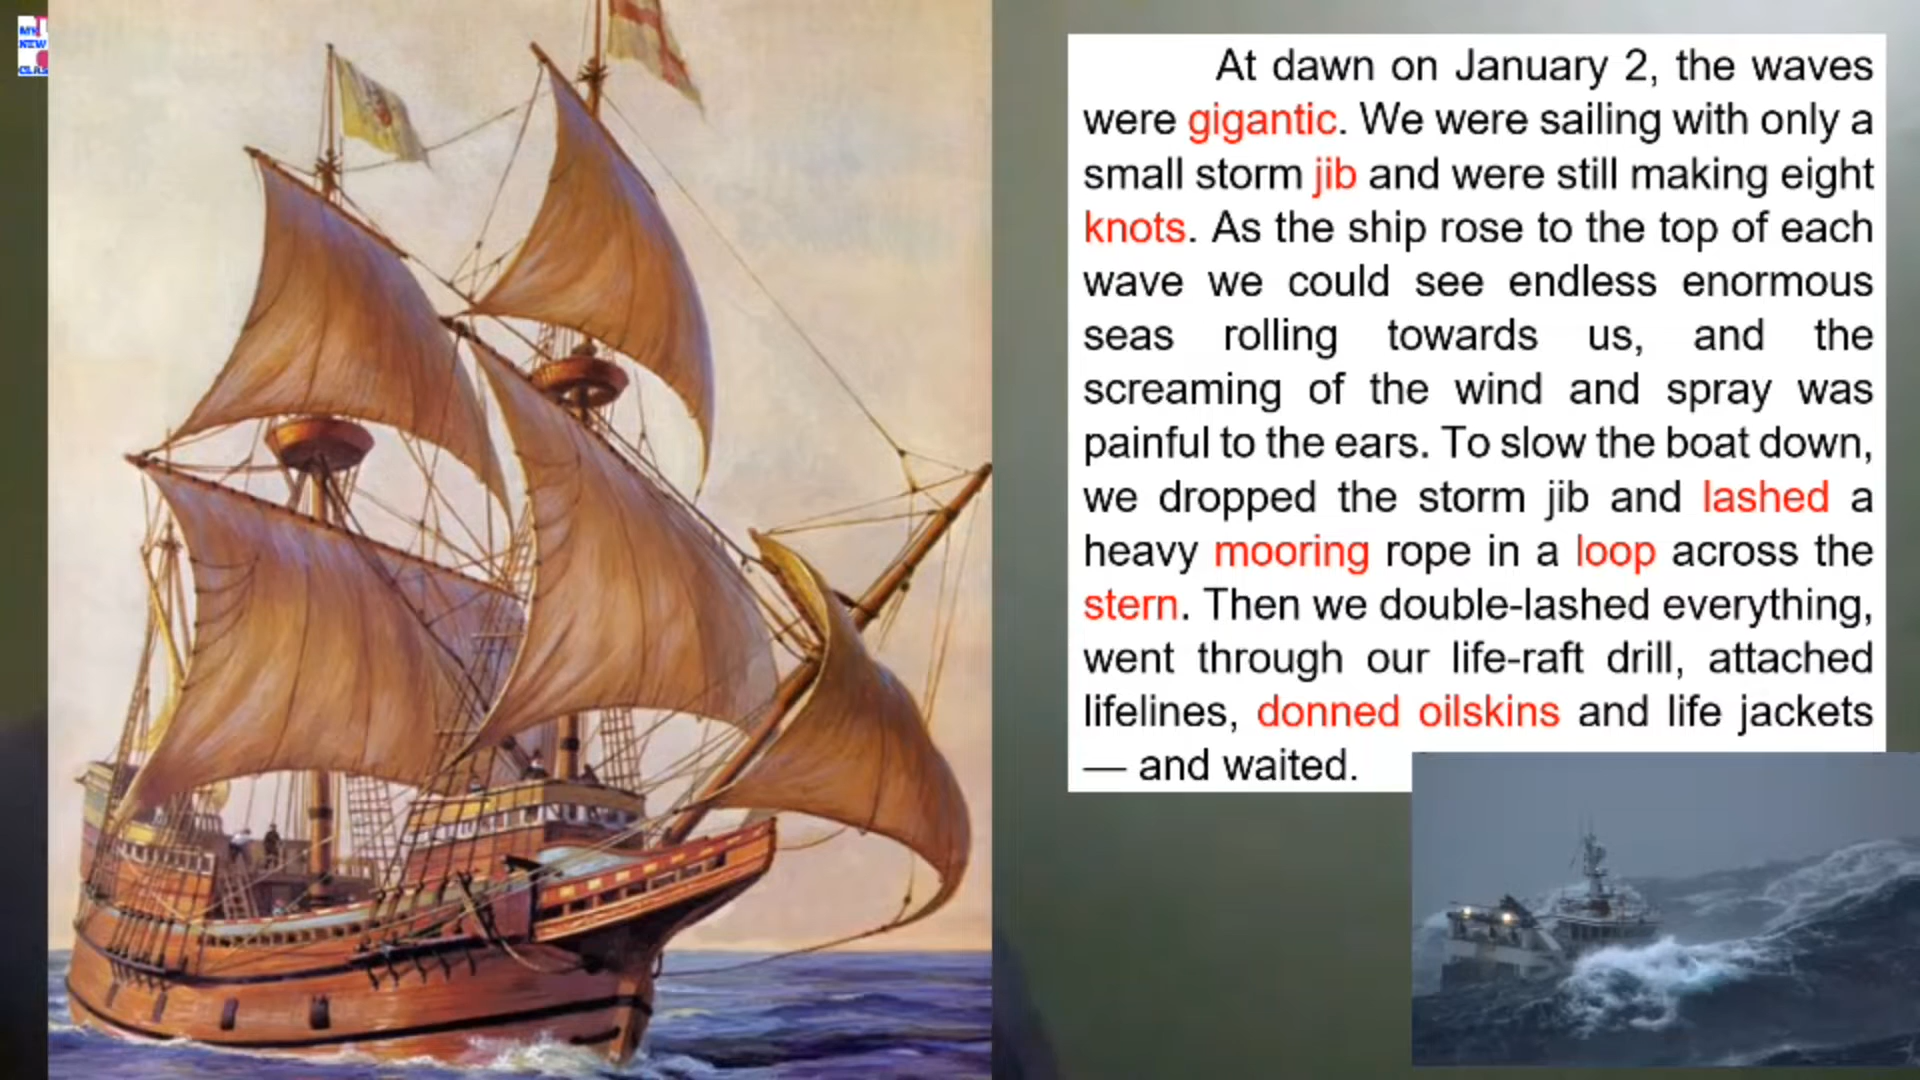 MY
NEW
CLAS
At dawn on January 2, the waves
were gigantic. We were sailing with only a
small storm jib and were still making eight
knots. As the ship rose to the top of each
wave we could see endless enormous
seas rolling towards us, and the
screaming of the wind and spray was
painful to the ears. To slow the boat down,
we dropped the storm jib and lashed a
heavy mooring rope in a loop across the
stern. Then we double-lashed everything,
went through our life-raft drill, attached
lifelines, donned oilskins and life jackets
— and waited.